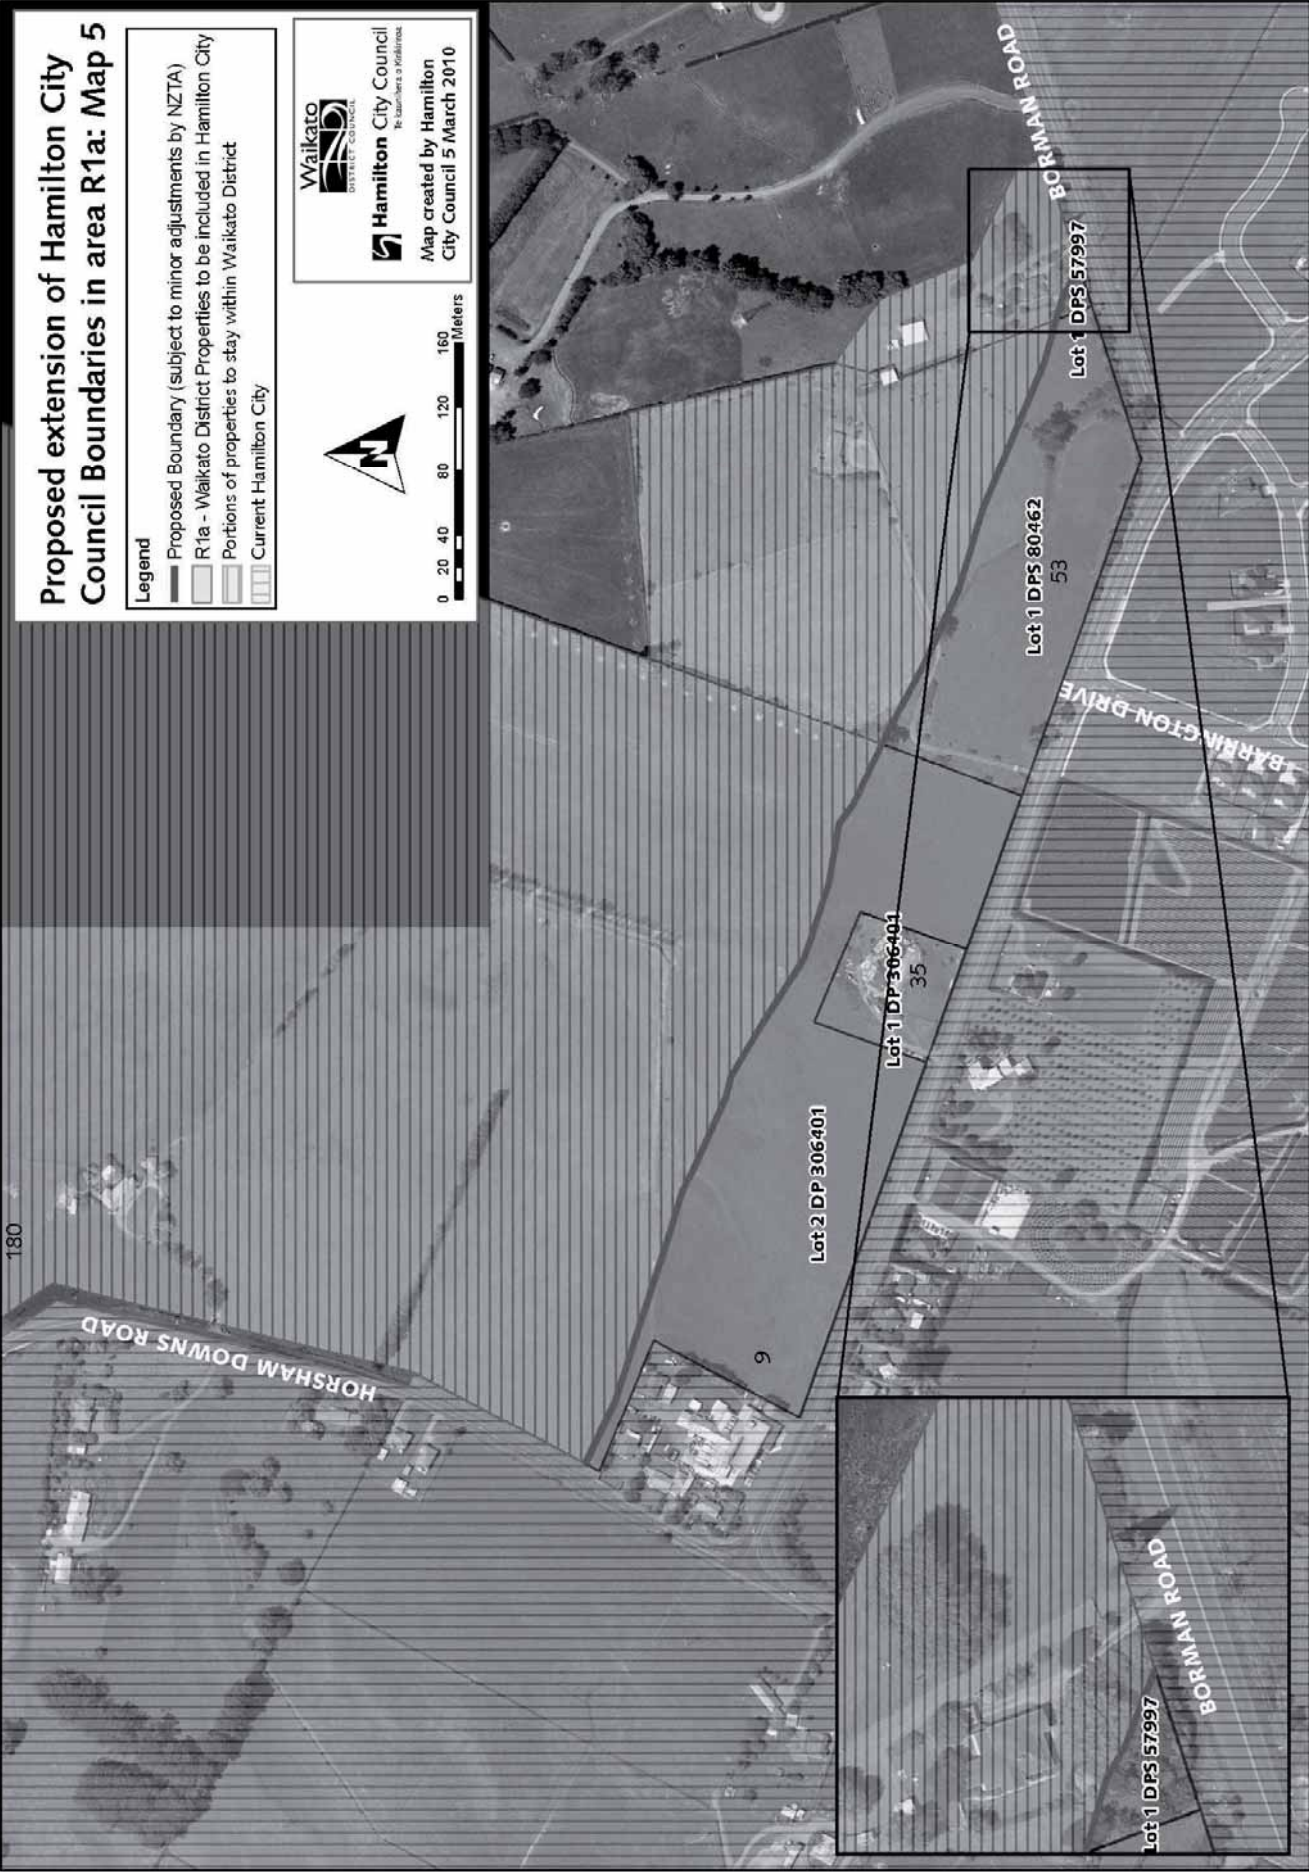 Proposed extension of Hamilton City
Council Boundaries in area R1a: Map 5
Legend
Proposed Boundary (subject to minor adjustments by NZTA)
R1a - Waikato District Properties to be included in Hamilton City
Portions of properties to stay within Waikato District
Current Hamilton City
Waikato
DISTRICT COUNCIL
Hamilton City Council
Te kaunihera o Kirikiriroa
Map created by Hamilton
City Council 5 March 2010
N
0 20 40 80 120 160
Meters
180
HORSHAM DOWNS ROAD
9
Lot 2 DP 306401
Lot 1 DP 306401
35
Lot 1 DPS 80462
53
Lot 1 DPS 57997
BORMAN ROAD
BARRINGTON DRIVE
Lot 1 DPS 57997
BORMAN ROAD